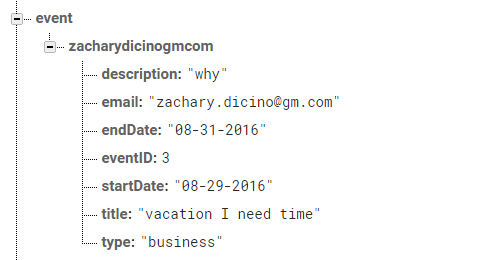 event
zacharydicinogmcom
description: "why"
email: "zachary.dicino@gm.com"
endDate: "08-31-2016"
eventID: 3
startDate: "08-29-2016"
title: "vacation I need time"
type: "business"